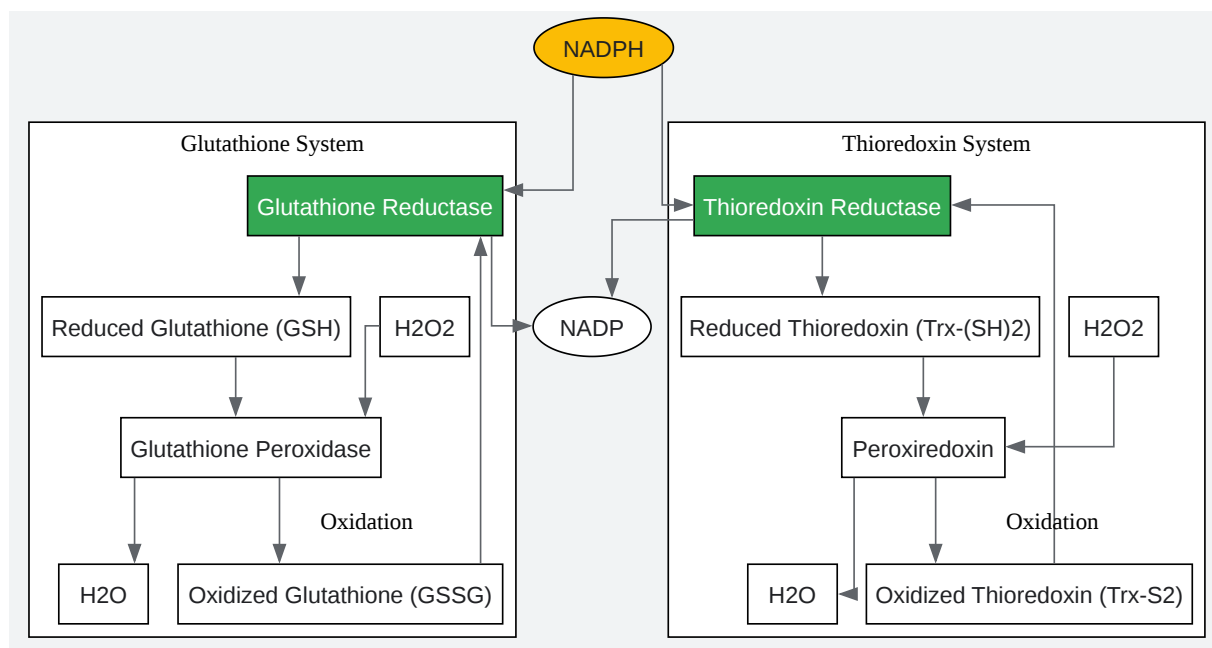 NADPH
Glutathione System
Glutathione Reductase
Reduced Glutathione (GSH)
H2O2
Glutathione Peroxidase
Oxidation
H2O
Oxidized Glutathione (GSSG)
NADP
Thioredoxin System
Thioredoxin Reductase
Reduced Thioredoxin (Trx-(SH)2)
H2O2
Peroxiredoxin
Oxidation
H2O
Oxidized Thioredoxin (Trx-S2)